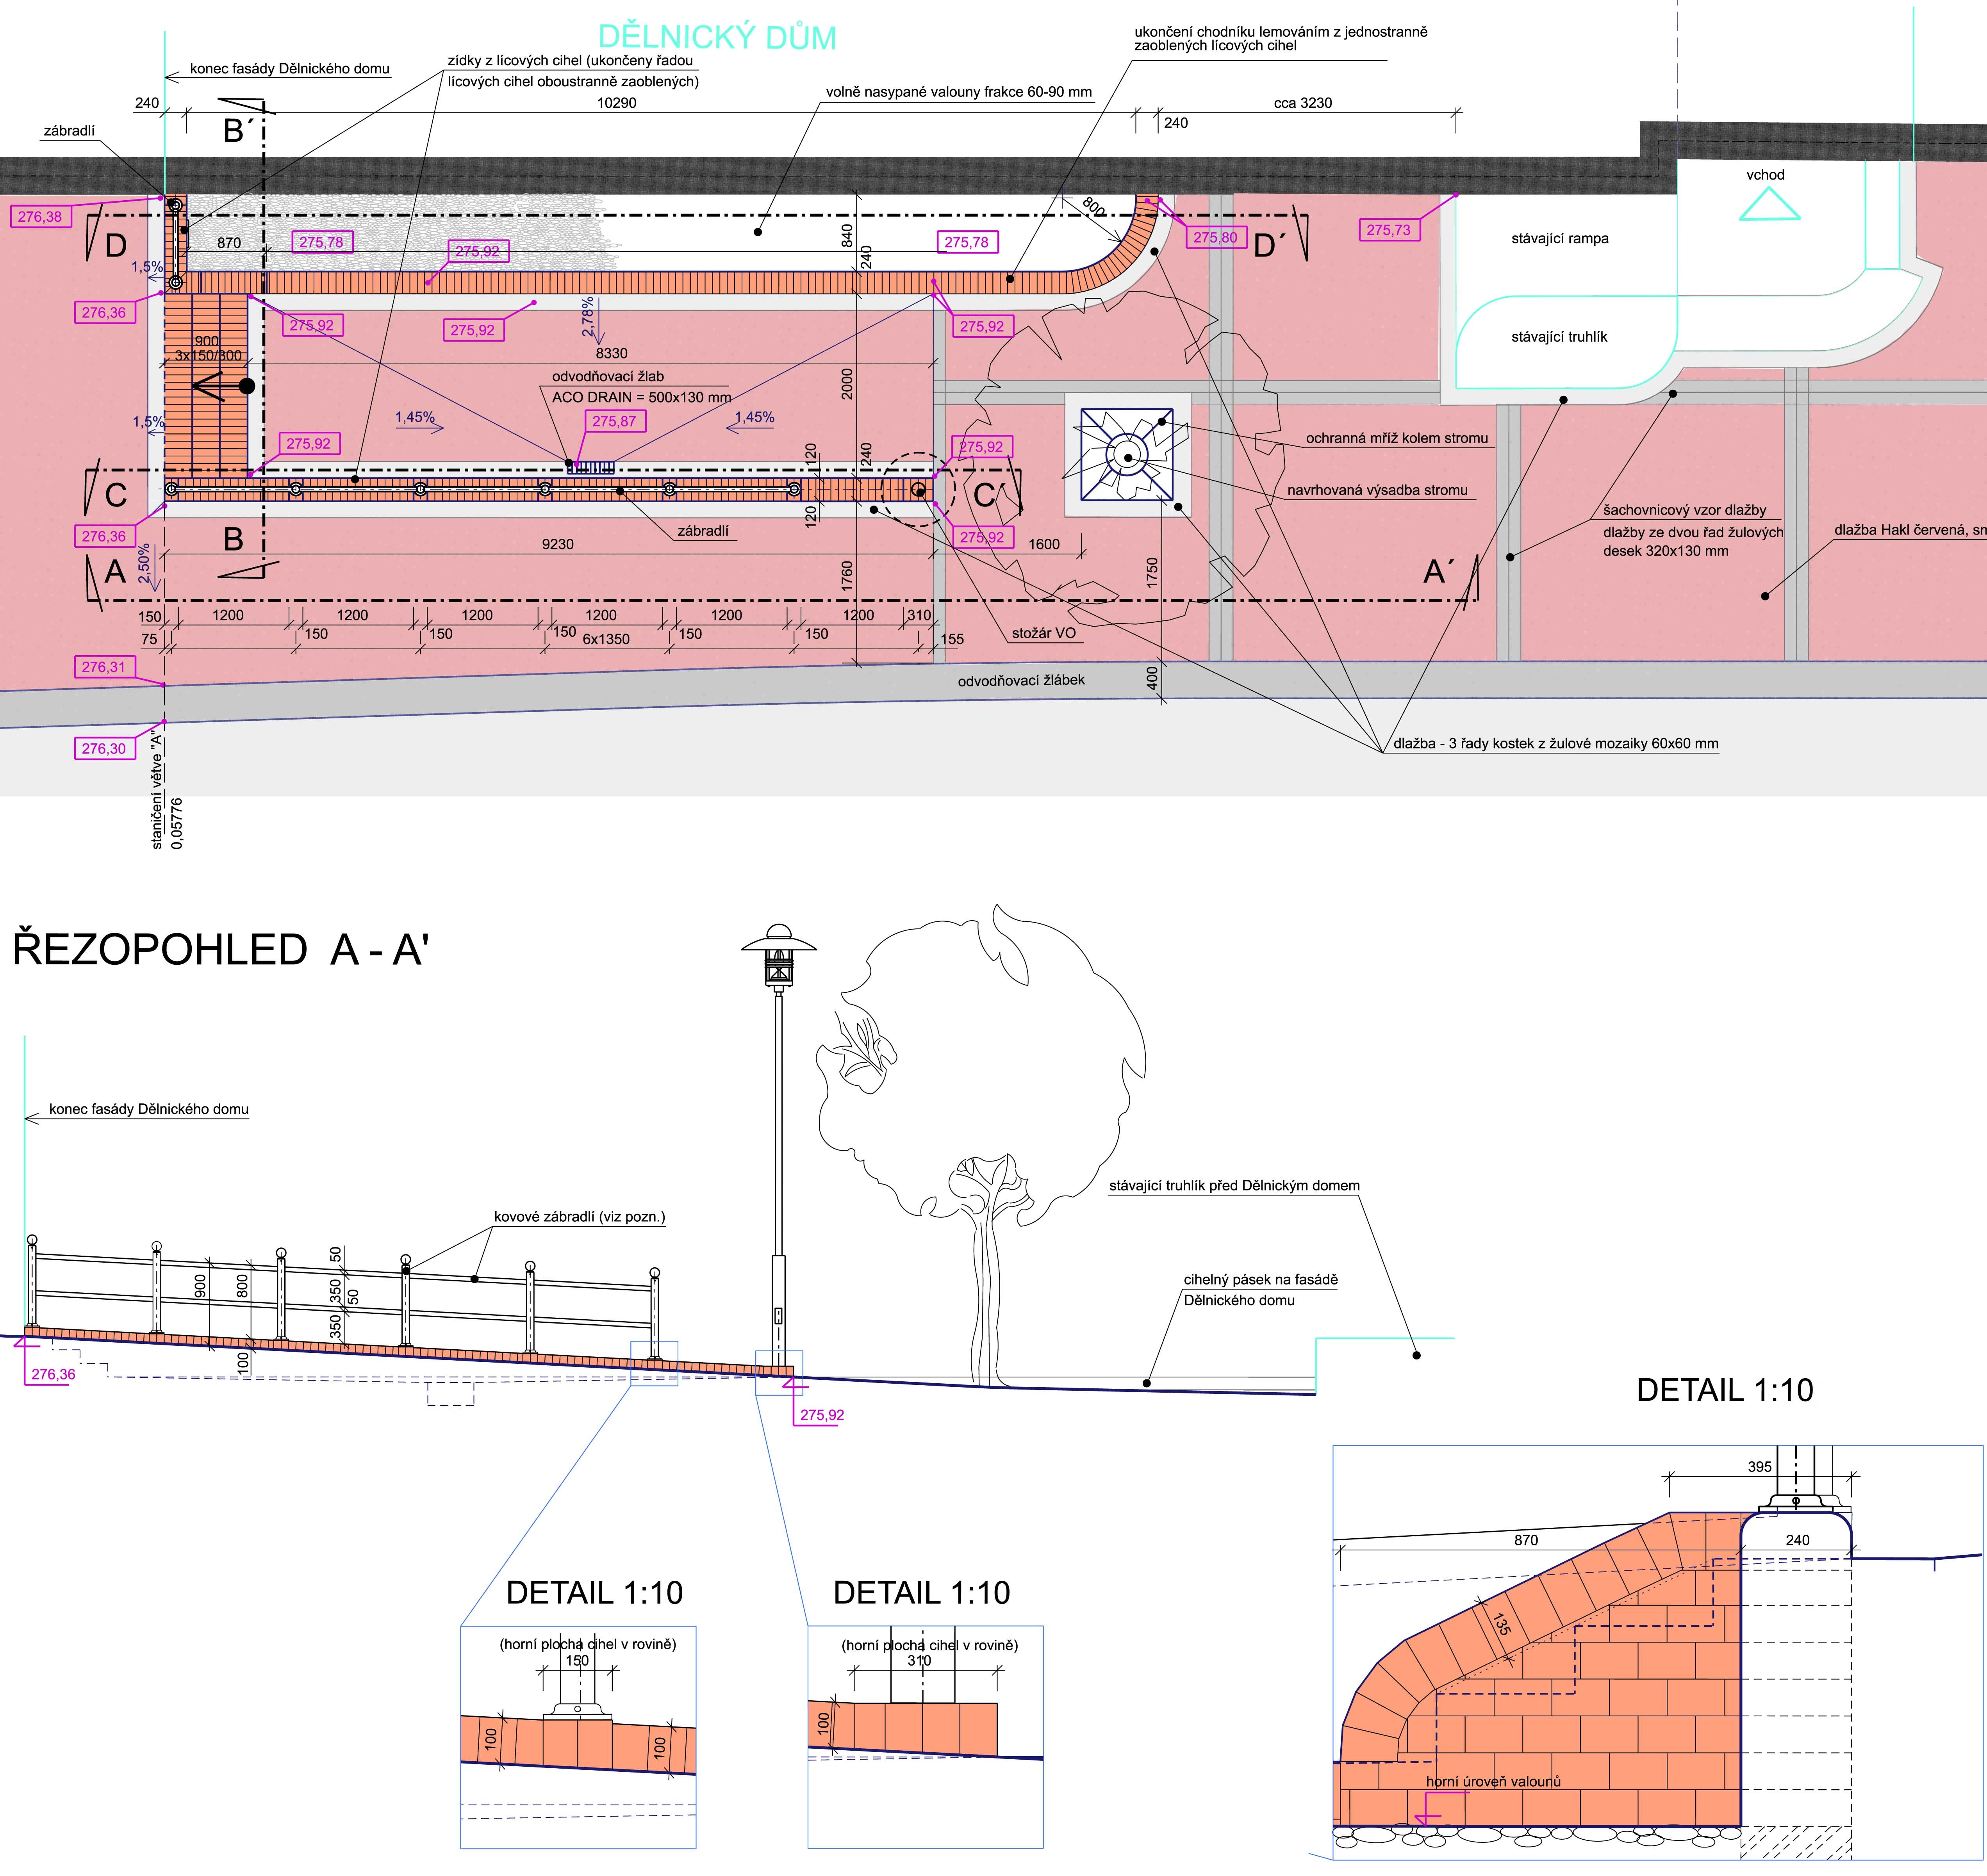 DĚLNICKÝ DŮM
ukončení chodníku lemováním z jednostranně
zaoblených lícových cihel
konec fasády Dělnického domu
zídky z lícových cihel (ukončeny řadou
lícových cihel oboustranně zaoblených)
volně nasypané valouny frakce 60-90 mm
240
10290
cca 3230
240
B´
zábradlí
vchod
276,38
D
870
275,78
275,92
840
240
275,78
800
275,80
D´
275,73
stávající rampa
1,5%
276,36
275,92
275,92
2,78%
275,92
stávající truhlík
900
3x150/300
8330
odvodňovací žlab
ACO DRAIN = 500x130 mm
2000
1,5%
1,45%
275,87
1,45%
275,92
120
240
275,92
ochranná mříž kolem stromu
C
C´
navrhovaná výsadba stromu
276,36
120
zábradlí
275,92
šachovnicový vzor dlažby
dlažby ze dvou řad žulových
desek 320x130 mm
dlažba Hakl červená, sm
B
9230
1600
2,50%
A
1760
1750
A´
150
1200
1200
1200
1200
1200
1200
310
75
150
150
150
6x1350
150
150
155
stožár VO
276,31
odvodňovací žlábek
400
276,30
dlažba - 3 řady kostek z žulové mozaiky 60x60 mm
staničení větve "A"
0,05776
ŘEZOPOHLED A - A'
konec fasády Dělnického domu
stávající truhlík před Dělnickým domem
kovové zábradlí (viz pozn.)
900
800
50
350
50
350
100
cihelný pásek na fasádě
Dělnického domu
276,36
275,92
DETAIL 1:10
395
870
240
135
horní úroveň valounů
DETAIL 1:10
(horní plocha cihel v rovině)
150
100
100
DETAIL 1:10
(horní plocha cihel v rovině)
310
100